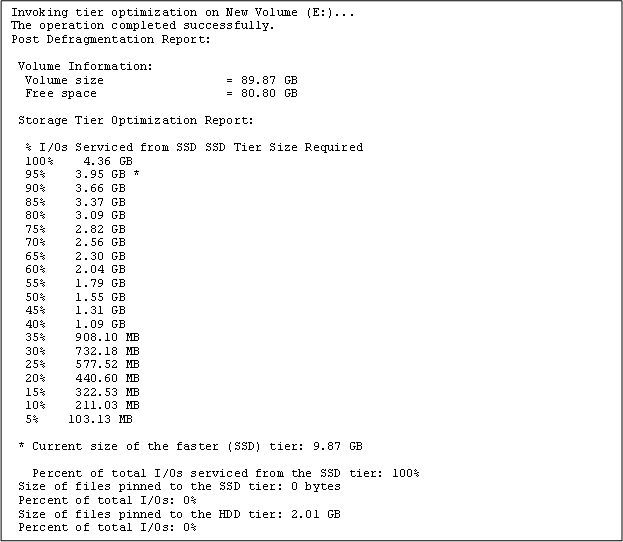 Invoking tier optimization on New Volume (E:)...
The operation completed successfully.
Post Defragmentation Report:
Volume Information:
Volume size = 89.87 GB
Free space = 80.80 GB
Storage Tier Optimization Report:
% I/Os Serviced from SSD SSD Tier Size Required
100% 4.36 GB
95% 3.95 GB *
90% 3.66 GB
85% 3.37 GB
80% 3.09 GB
75% 2.82 GB
70% 2.56 GB
65% 2.30 GB
60% 2.04 GB
55% 1.79 GB
50% 1.55 GB
45% 1.31 GB
40% 1.09 GB
35% 908.10 MB
30% 732.18 MB
25% 577.52 MB
20% 440.60 MB
15% 322.53 MB
10% 211.03 MB
5% 103.13 MB
* Current size of the faster (SSD) tier: 9.87 GB
Percent of total I/Os serviced from the SSD tier: 100%
Size of files pinned to the SSD tier: 0 bytes
Percent of total I/Os: 0%
Size of files pinned to the HDD tier: 2.01 GB
Percent of total I/Os: 0%